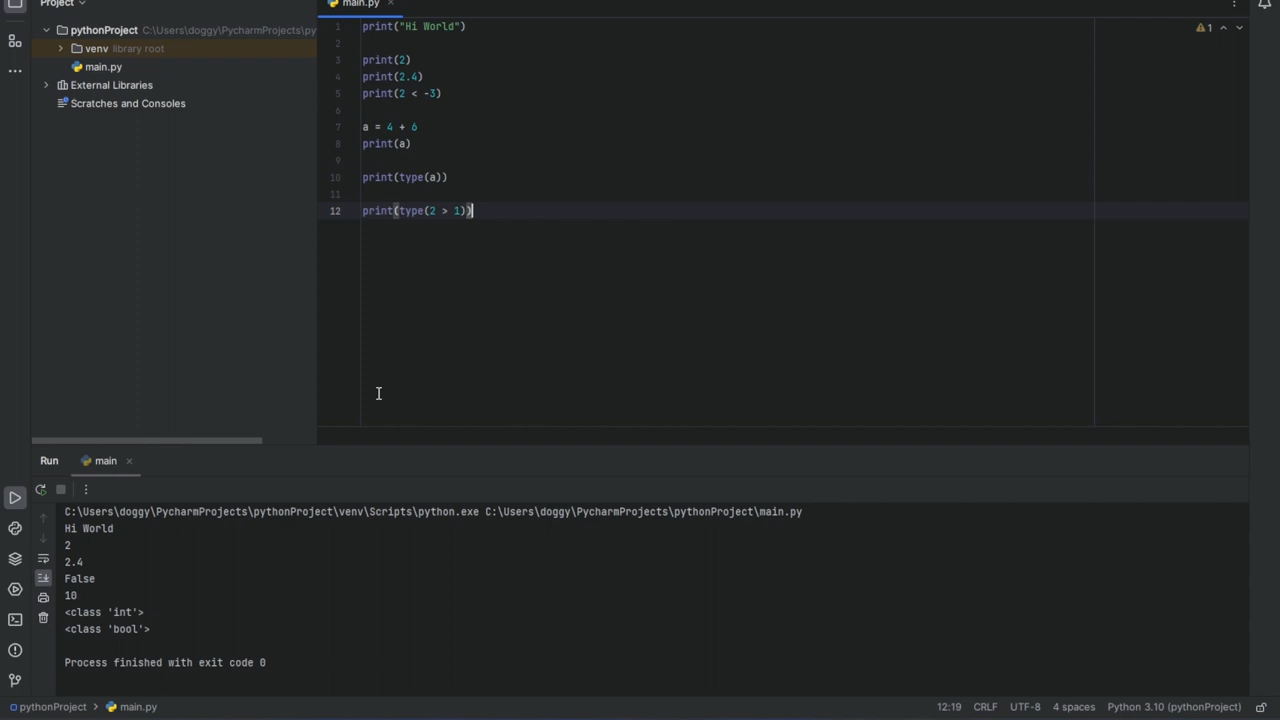 Project
main.py
pythonProject C:\Users\doggy\PycharmProjects\py
venv library root
main.py
External Libraries
Scratches and Consoles
1 print("Hi World")
2
3 print(2)
4 print(2.4)
5 print(2 < -3)
6
7 a = 4 + 6
8 print(a)
9
10 print(type(a))
11
12 print(type(2 > 1))
1
Run main
C:\Users\doggy\PycharmProjects\pythonProject\venv\Scripts\python.exe C:\Users\doggy\PycharmProjects\pythonProject\main.py
Hi World
2
2.4
False
10
<class 'int'>
<class 'bool'>
Process finished with exit code 0
pythonProject > main.py 12:19 CRLF UTF-8 4 spaces Python 3.10 (pythonProject)